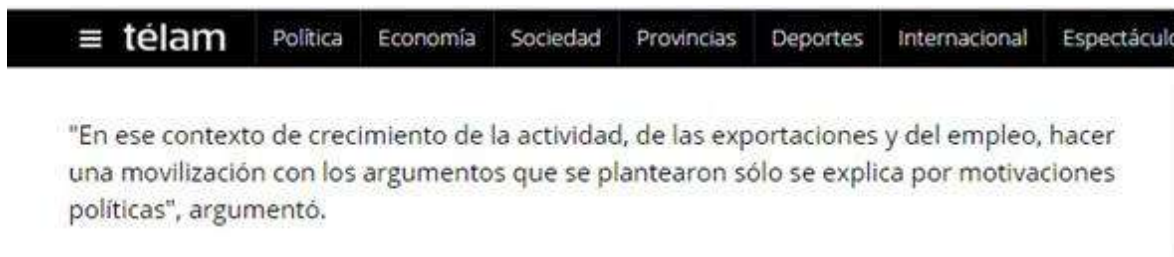 télam Política Economía Sociedad Provincias Deportes Internacional Espectácul
"En ese contexto de crecimiento de la actividad, de las exportaciones y del empleo, hacer
una movilización con los argumentos que se plantearon sólo se explica por motivaciones
políticas", argumentó.